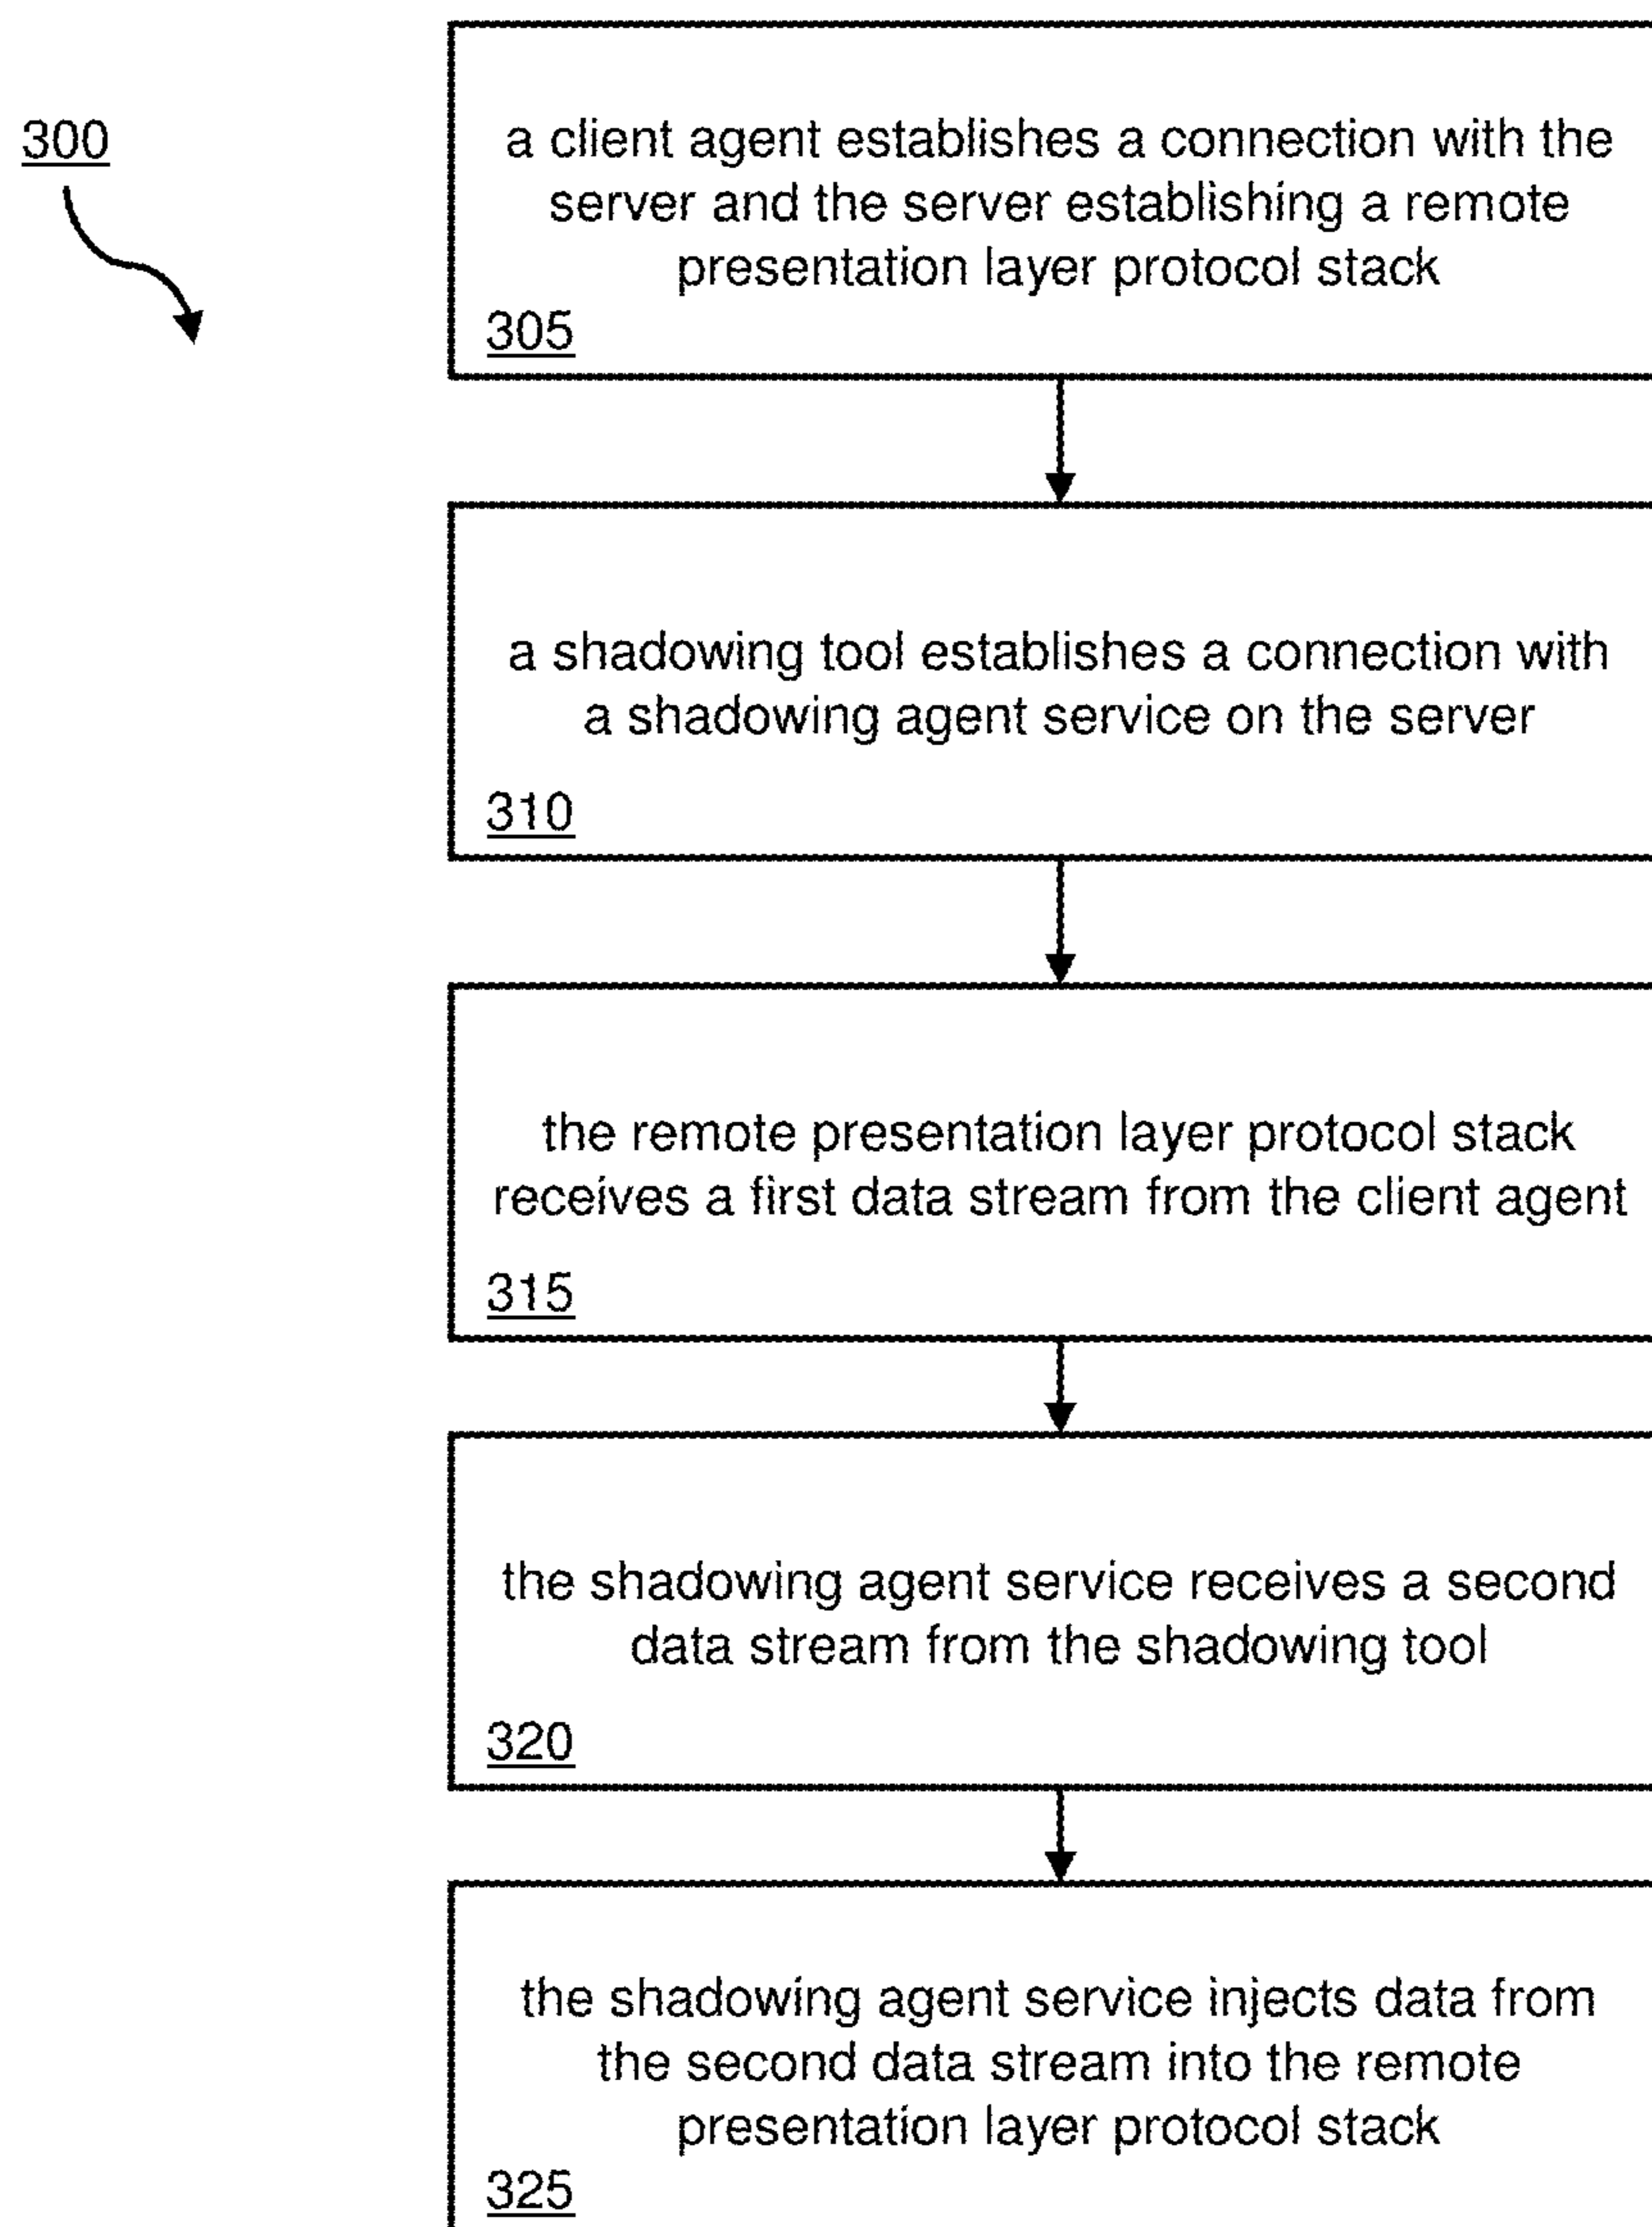 300
a client agent establishes a connection with the
server and the server establishing a remote
presentation layer protocol stack
305
a shadowing tool establishes a connection with
a shadowing agent service on the server
310
the remote presentation layer protocol stack
receives a first data stream from the client agent
315
the shadowing agent service receives a second
data stream from the shadowing tool
320
the shadowing agent service injects data from
the second data stream into the remote
presentation layer protocol stack
325